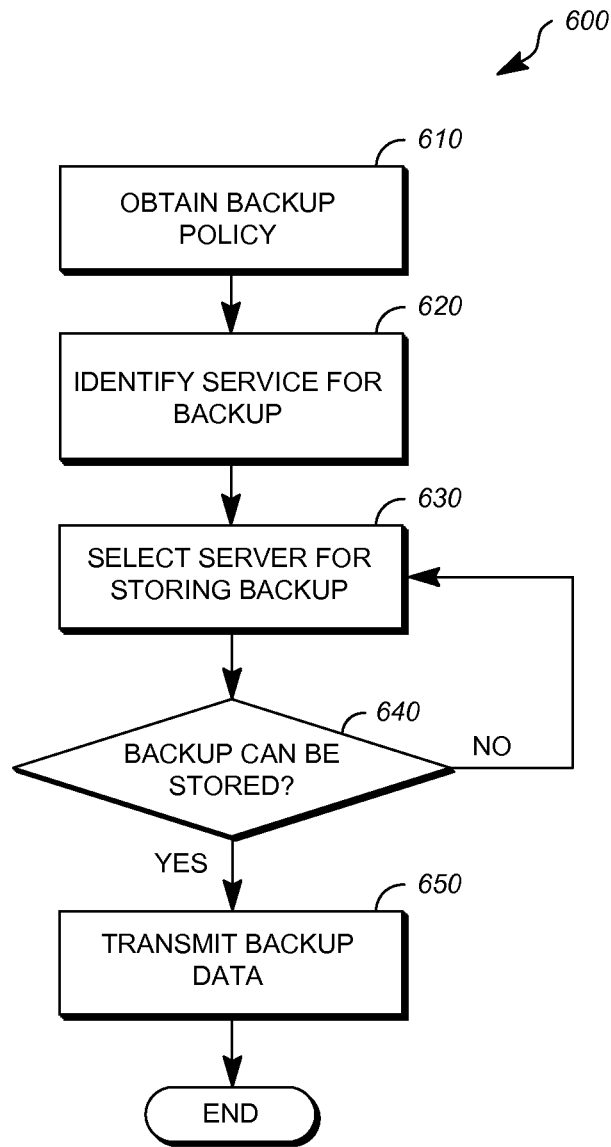 600
610
OBTAIN BACKUP
POLICY
620
IDENTIFY SERVICE FOR
BACKUP
630
SELECT SERVER FOR
STORING BACKUP
640
BACKUP CAN BE
STORED?
NO
YES
650
TRANSMIT BACKUP
DATA
END